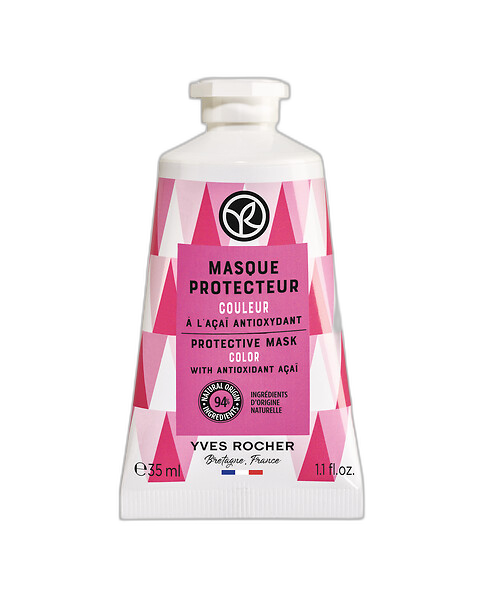 MASQUE
PROTECTEUR
COULEUR
À L'AÇAÏ ANTIOXYDANT
PROTECTIVE MASK
COLOR
WITH ANTIOXIDANT AÇAÏ
NATURAL ORIGIN
94%
INGREDIENTS
INGRÉDIENTS
D'ORIGINE
NATURELLE
YVES ROCHER
Bretagne, France
℮35 ml
1.1 fl.oz.